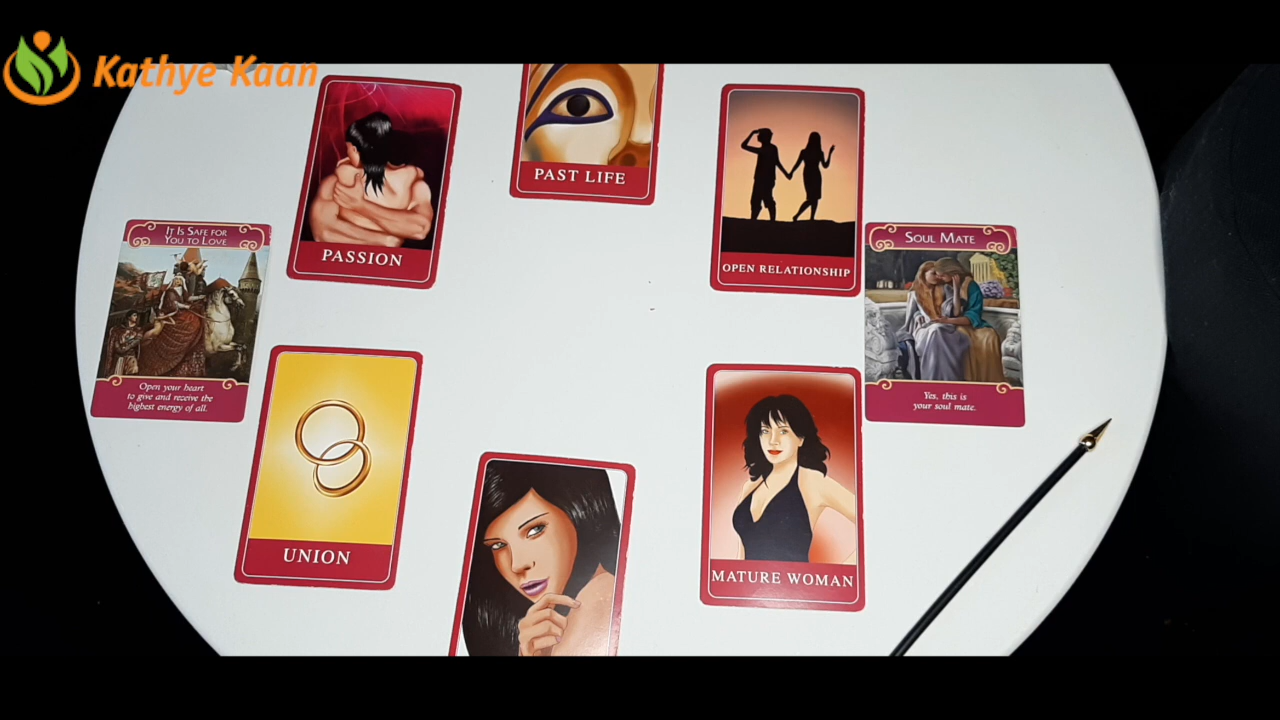 Kathye Kaan
PAST LIFE
PASSION
OPEN RELATIONSHIP
IT IS SAFE FOR
YOU TO LOVE
Open your heart
to give and receive the
highest energy of all.
SOUL MATE
Yes, this is
your soul mate.
UNION
MATURE WOMAN